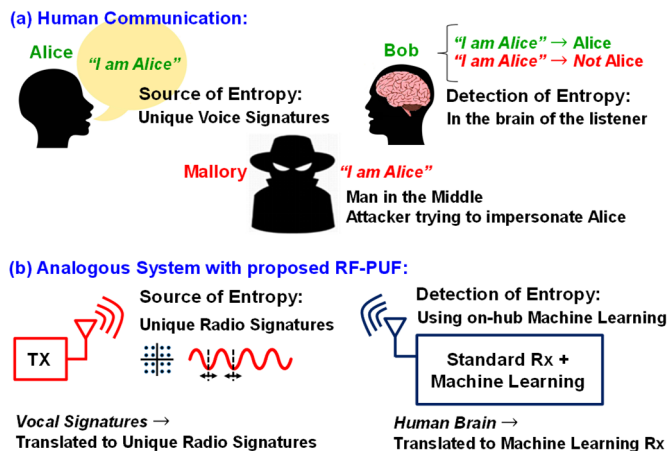 (a) Human Communication:
Alice
"I am Alice"
Source of Entropy:
Unique Voice Signatures
Bob
"I am Alice" → Alice
"I am Alice" → Not Alice
Detection of Entropy:
In the brain of the listener
Mallory
"I am Alice"
Man in the Middle
Attacker trying to impersonate Alice
(b) Analogous System with proposed RF-PUF:
TX
Source of Entropy:
Unique Radio Signatures
Detection of Entropy:
Using on-hub Machine Learning
Standard Rx +
Machine Learning
Vocal Signatures →
Translated to Unique Radio Signatures
Human Brain →
Translated to Machine Learning Rx